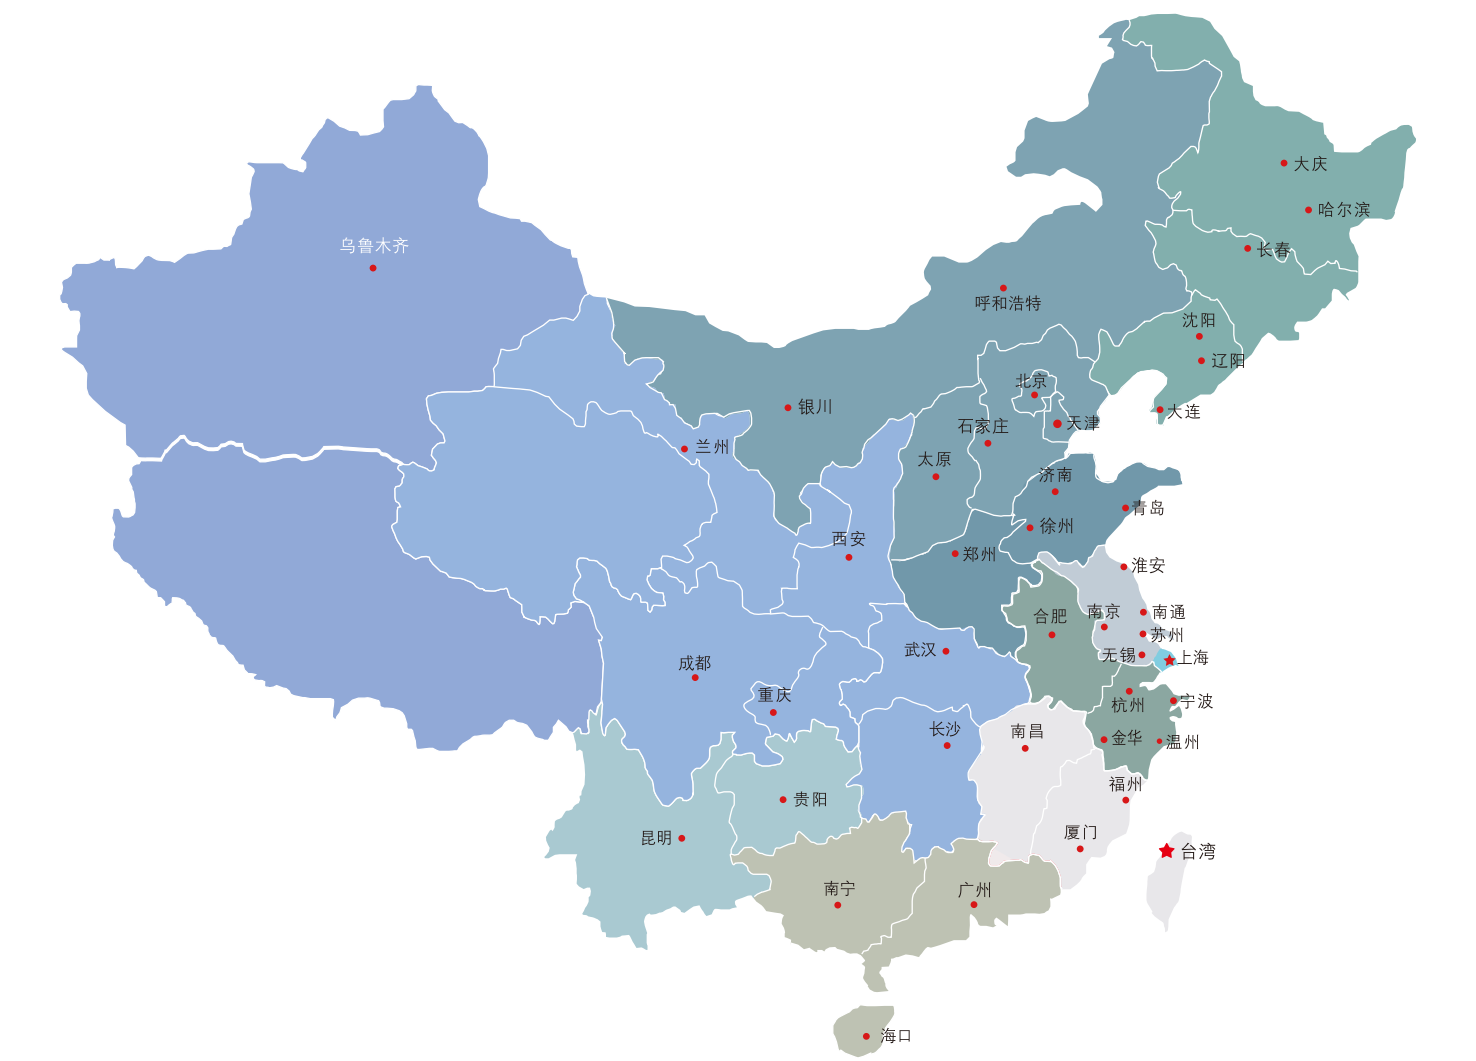 大庆
哈尔滨
乌鲁木齐
长春
呼和浩特
沈阳
辽阳
北京
银川
大连
天津
石家庄
兰州
太原
济南
青岛
徐州
西安
郑州
淮安
南京
南通
合肥
苏州
武汉
无锡
上海
成都
重庆
杭州
宁波
长沙
南昌
金华
温州
福州
贵阳
厦门
昆明
台湾
南宁
广州
海口